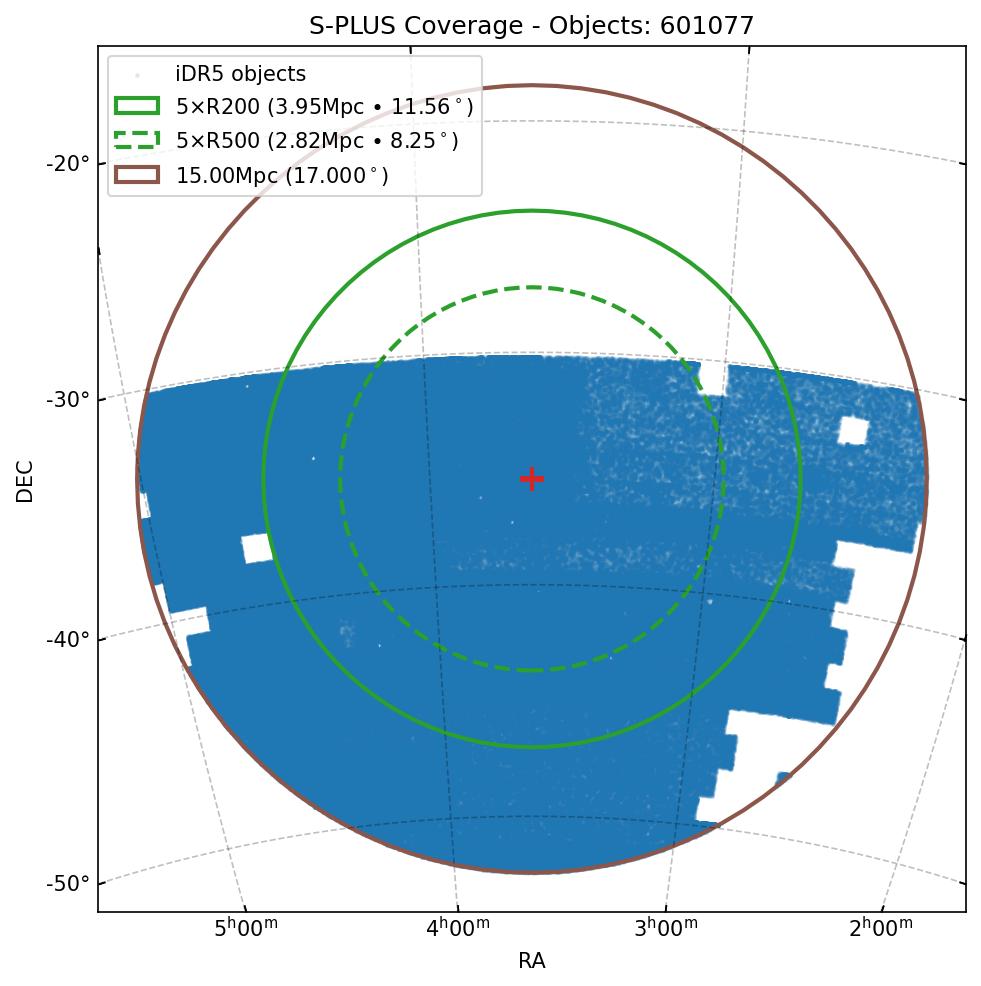 S-PLUS Coverage - Objects: 601077
iDR5 objects
5×R200 (3.95Mpc • 11.56°)
5×R500 (2.82Mpc • 8.25°)
15.00Mpc (17.000°)
-20°
-30°
-40°
-50°
DEC
5h00m 4h00m 3h00m 2h00m
RA